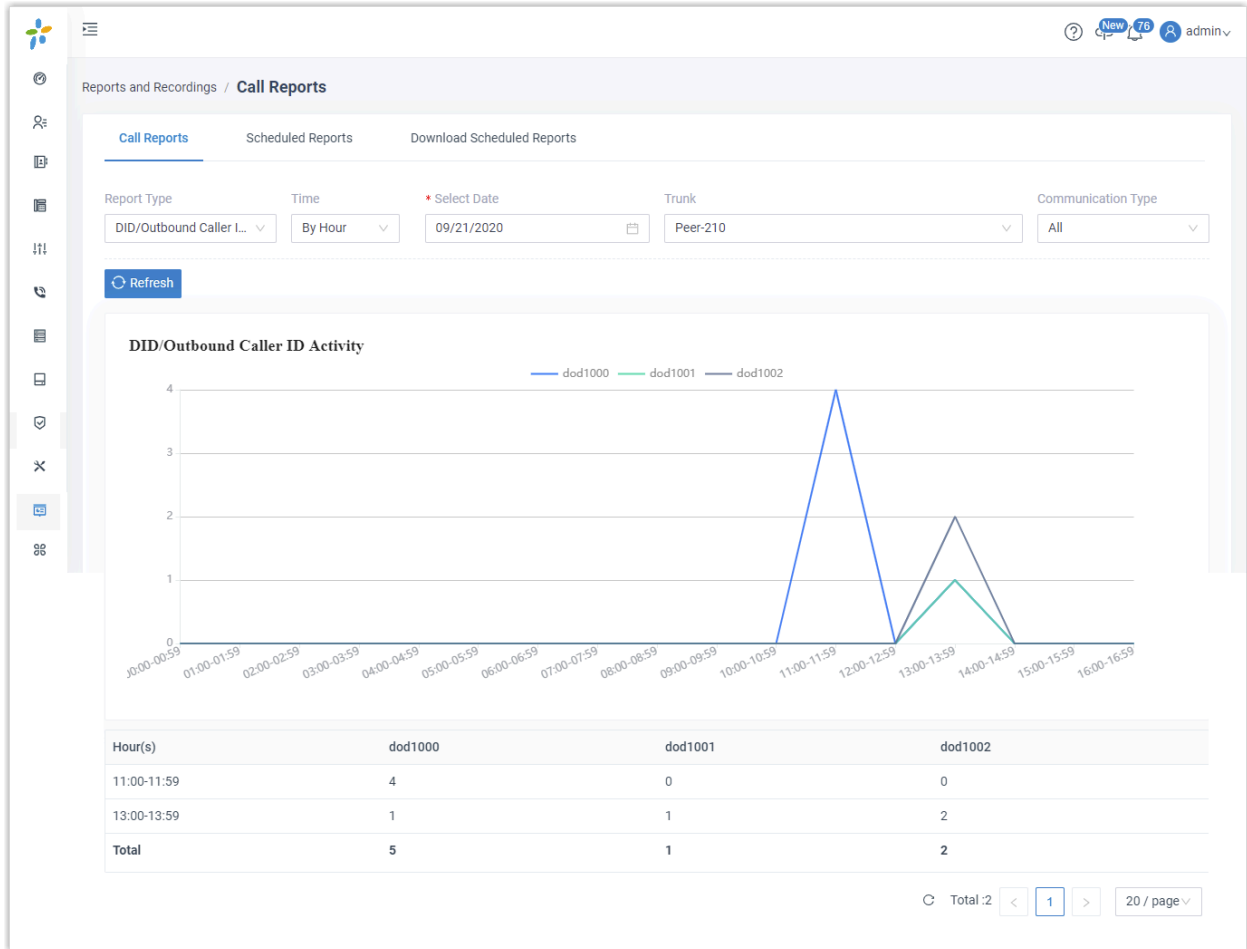 New 76 admin
Reports and Recordings / Call Reports
Call Reports Scheduled Reports Download Scheduled Reports
Report Type Time * Select Date Trunk Communication Type
DID/Outbound Caller I... By Hour 09/21/2020 Peer-210 All
Refresh
DID/Outbound Caller ID Activity
dod1000 dod1001 dod1002
4
3
2
1
0
00:00-00:59 01:00-01:59 02:00-02:59 03:00-03:59 04:00-04:59 05:00-05:59 06:00-06:59 07:00-07:59 08:00-08:59 09:00-09:59 10:00-10:59 11:00-11:59 12:00-12:59 13:00-13:59 14:00-14:59 15:00-15:59 16:00-16:59
Hour(s) dod1000 dod1001 dod1002
11:00-11:59 4 0 0
13:00-13:59 1 1 2
Total 5 1 2
Total :2 < 1 > 20 / page